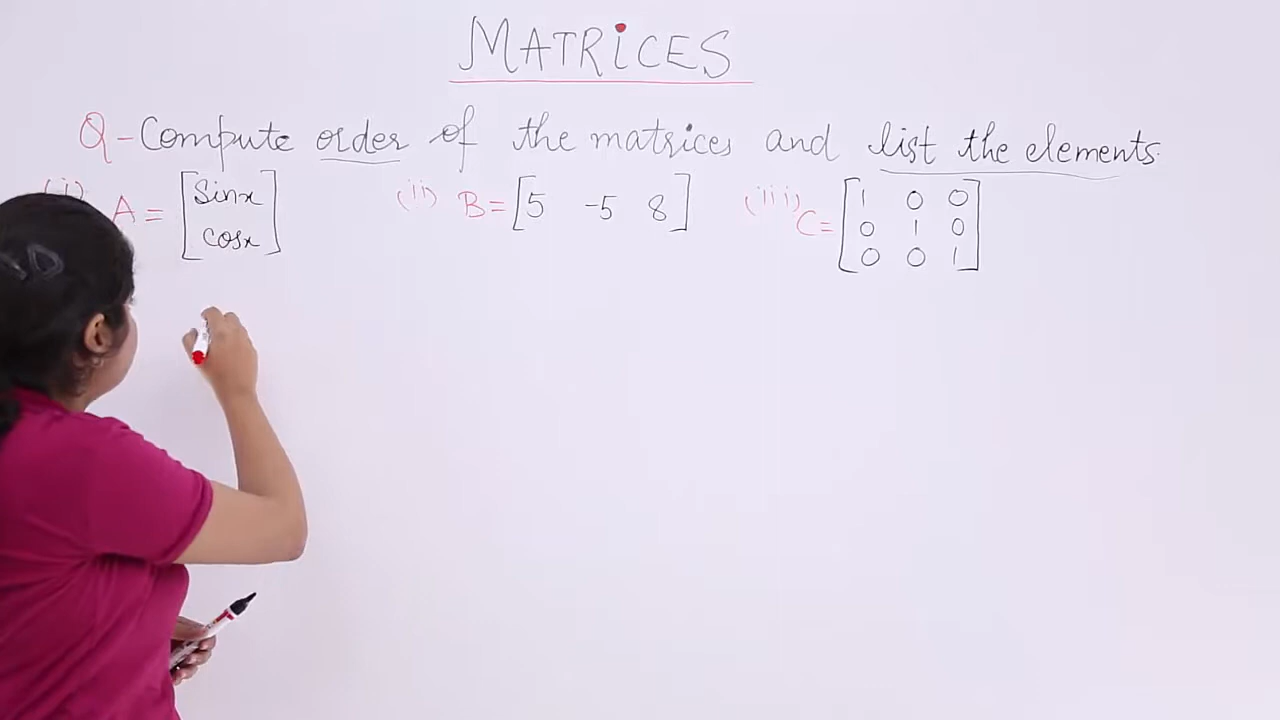 MATRiCES
Q-Compute order of the matrices and list the elements.
(i) A = [sinx
cosx]
(ii) B = [5 -5 8]
(iii) C = [1 0 0
0 1 0
0 0 1]